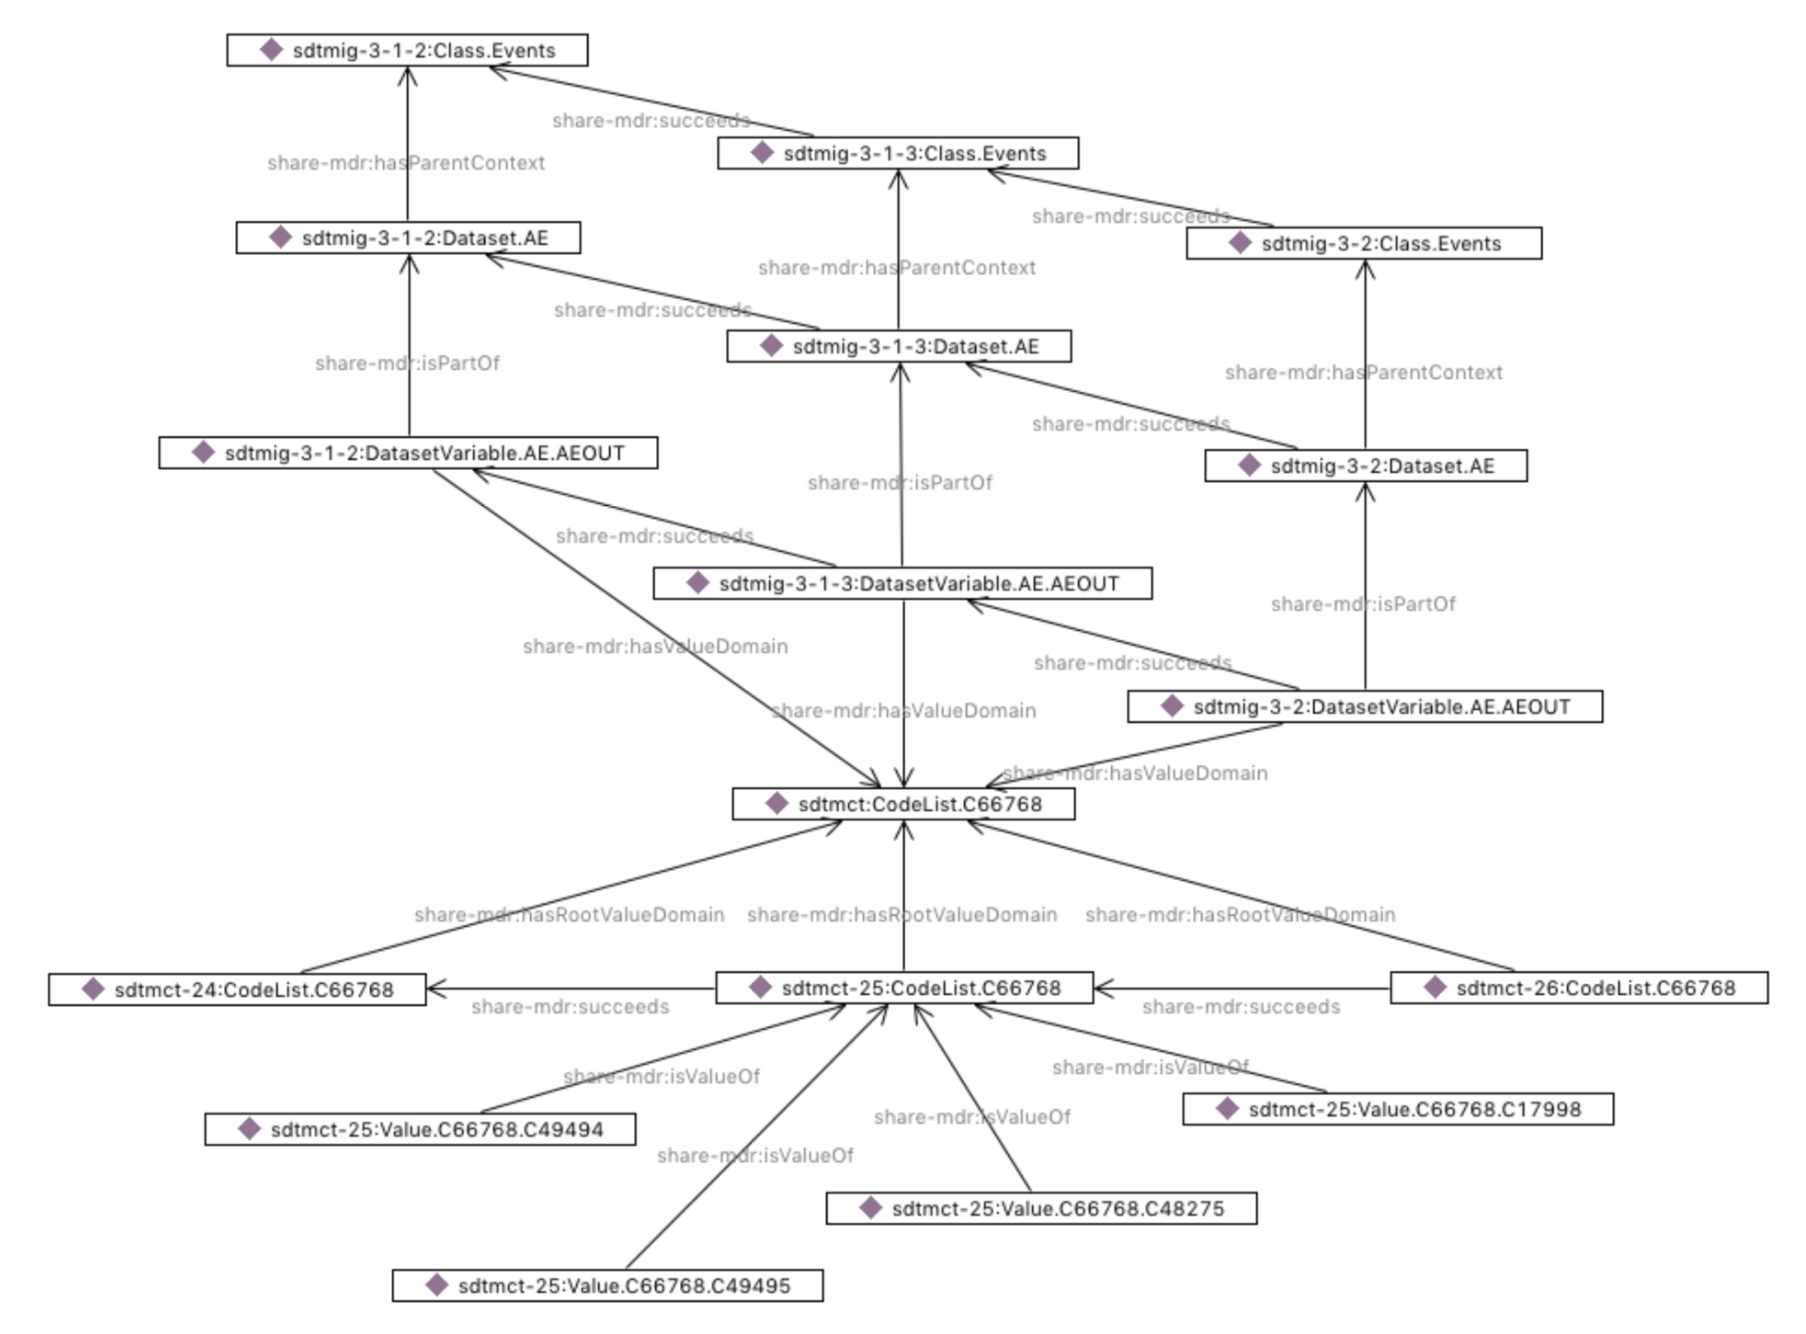 sdtmig-3-1-2:Class.Events
share-mdr:succeeds
sdtmig-3-1-3:Class.Events
share-mdr:hasParentContext
share-mdr:succeeds
sdtmig-3-1-2:Dataset.AE
sdtmig-3-2:Class.Events
share-mdr:hasParentContext
share-mdr:succeeds
sdtmig-3-1-3:Dataset.AE
share-mdr:isPartOf
share-mdr:hasParentContext
share-mdr:succeeds
sdtmig-3-1-2:DatasetVariable.AE.AEOUT
sdtmig-3-2:Dataset.AE
share-mdr:isPartOf
share-mdr:succeeds
sdtmig-3-1-3:DatasetVariable.AE.AEOUT
share-mdr:isPartOf
share-mdr:hasValueDomain
share-mdr:succeeds
share-mdr:hasValueDomain
sdtmig-3-2:DatasetVariable.AE.AEOUT
share-mdr:hasValueDomain
sdtmct:CodeList.C66768
share-mdr:hasRootValueDomain
share-mdr:hasRootValueDomain
share-mdr:hasRootValueDomain
sdtmct-24:CodeList.C66768
sdtmct-25:CodeList.C66768
sdtmct-26:CodeList.C66768
share-mdr:succeeds
share-mdr:succeeds
share-mdr:isValueOf
share-mdr:isValueOf
sdtmct-25:Value.C66768.C17998
share-mdr:isValueOf
sdtmct-25:Value.C66768.C49494
share-mdr:isValueOf
sdtmct-25:Value.C66768.C48275
sdtmct-25:Value.C66768.C49495